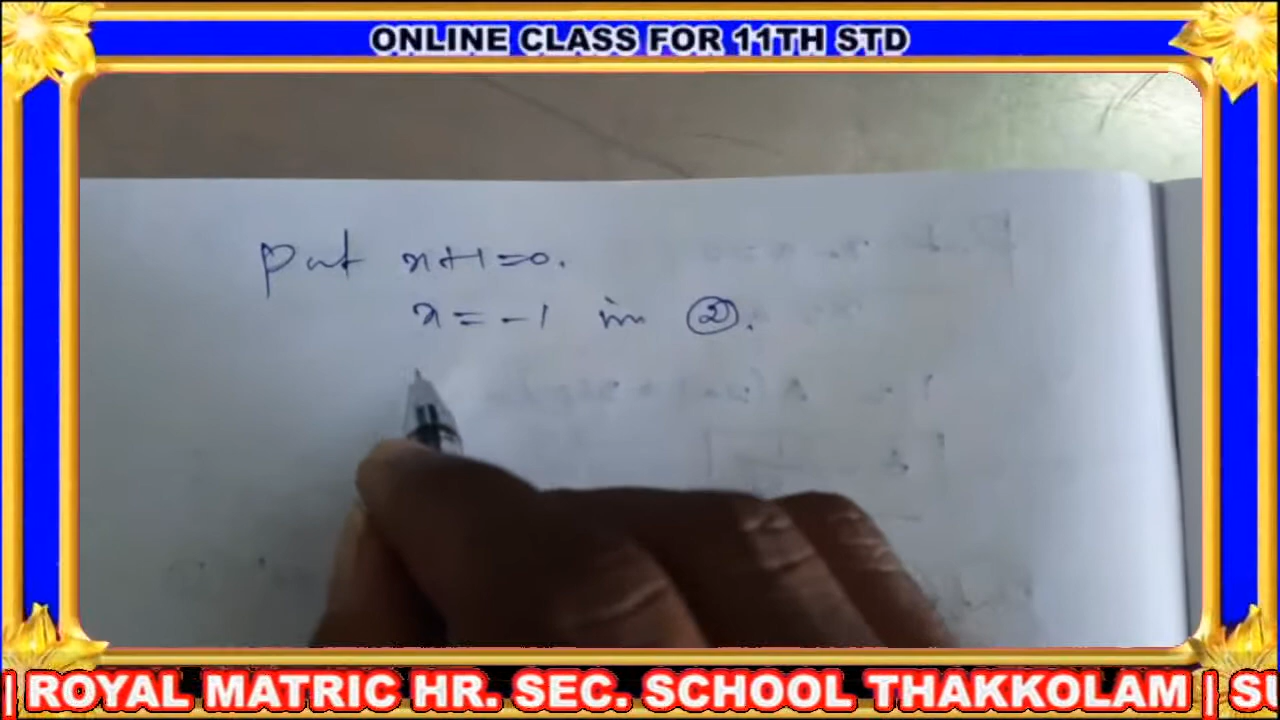 ONLINE CLASS FOR 11TH STD
Put x+1=0.
x=-1 in ②.
| ROYAL MATRIC HR. SEC. SCHOOL THAKKOLAM | SU